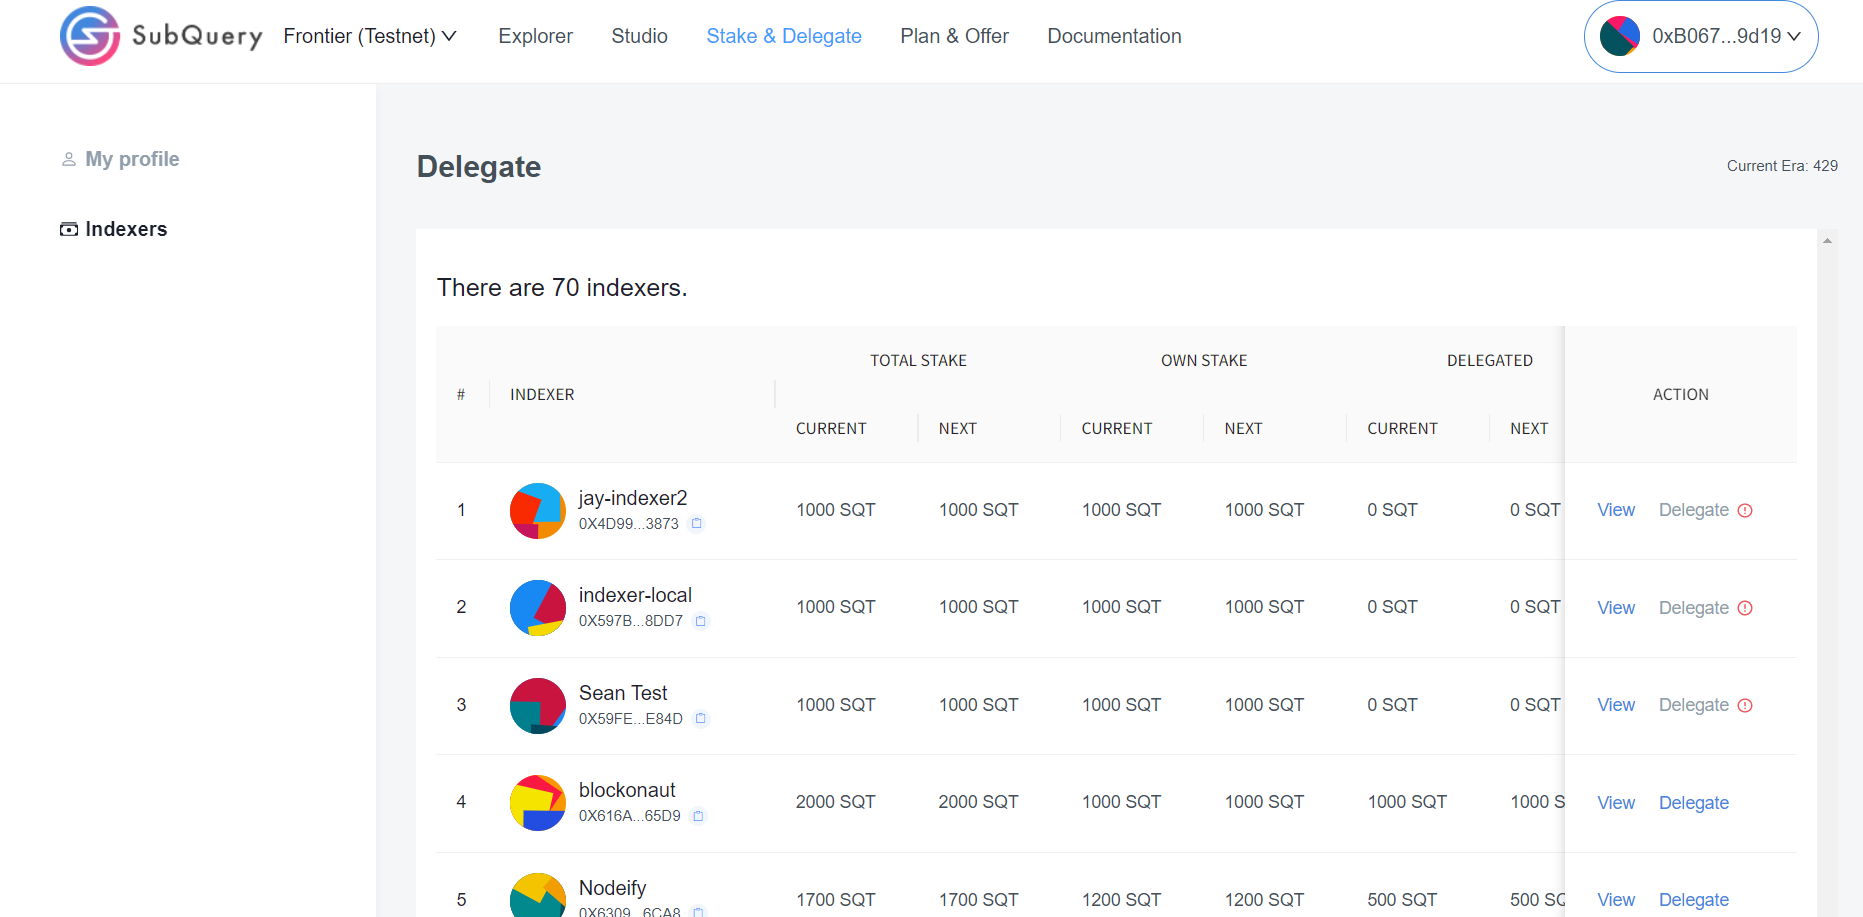 SubQuery Frontier (Testnet) Explorer Studio Stake & Delegate Plan & Offer Documentation 0xB067...9d19
My profile
Indexers
Delegate
Current Era: 429
There are 70 indexers.
# INDEXER TOTAL STAKE OWN STAKE DELEGATED ACTION
CURRENT NEXT CURRENT NEXT CURRENT NEXT
1 jay-indexer2 1000 SQT 1000 SQT 1000 SQT 1000 SQT 0 SQT 0 SQT View Delegate
0X4D99...3873
2 indexer-local 1000 SQT 1000 SQT 1000 SQT 1000 SQT 0 SQT 0 SQT View Delegate
0X597B...8DD7
3 Sean Test 1000 SQT 1000 SQT 1000 SQT 1000 SQT 0 SQT 0 SQT View Delegate
0X59FE...E84D
4 blockonaut 2000 SQT 2000 SQT 1000 SQT 1000 SQT 1000 SQT 1000 S View Delegate
0X616A...65D9
5 Nodeify 1700 SQT 1700 SQT 1200 SQT 1200 SQT 500 SQT 500 SQ View Delegate
0X6309...6CA8